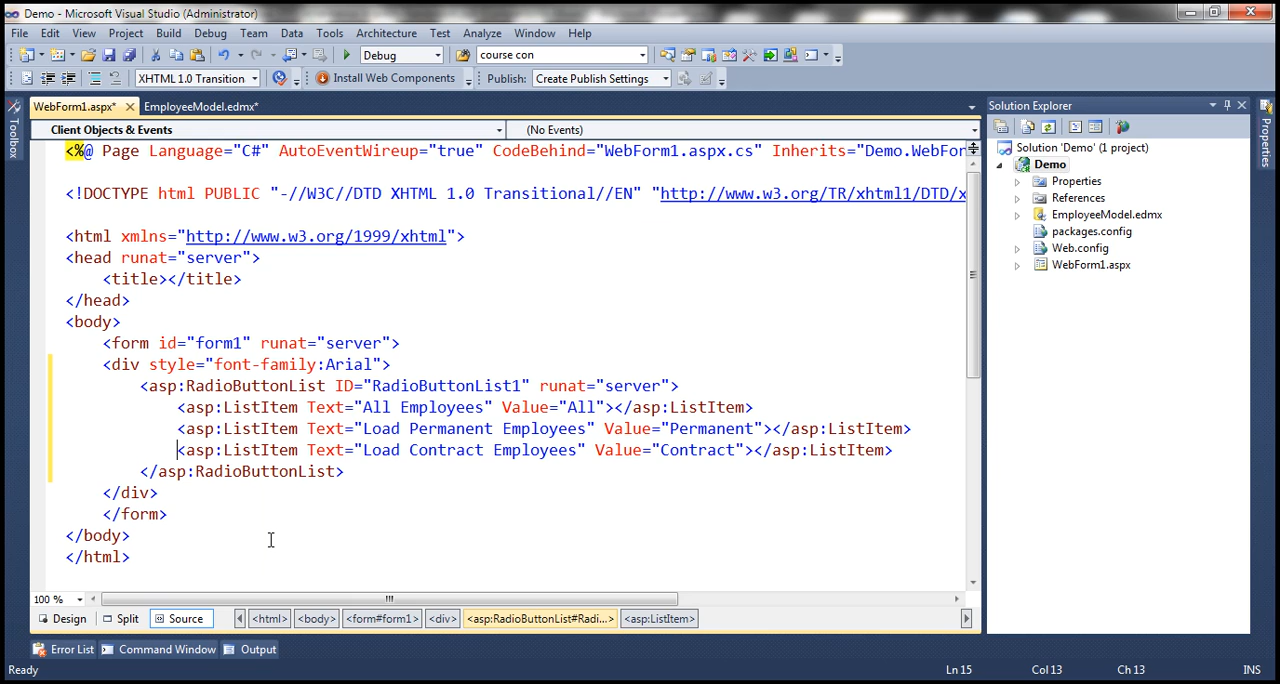 Demo - Microsoft Visual Studio (Administrator)
File Edit View Project Build Debug Team Data Tools Architecture Test Analyze Window Help
Debug course con
XHTML 1.0 Transition Install Web Components Publish: Create Publish Settings
WebForm1.aspx* EmployeeModel.edmx*
Client Objects & Events (No Events)
<%@ Page Language="C#" AutoEventWireup="true" CodeBehind="WebForm1.aspx.cs" Inherits="Demo.WebFor
<!DOCTYPE html PUBLIC "-//W3C//DTD XHTML 1.0 Transitional//EN" "http://www.w3.org/TR/xhtml1/DTD/x
<html xmlns="http://www.w3.org/1999/xhtml">
<head runat="server">
<title></title>
</head>
<body>
<form id="form1" runat="server">
<div style="font-family:Arial">
<asp:RadioButtonList ID="RadioButtonList1" runat="server">
<asp:ListItem Text="All Employees" Value="All"></asp:ListItem>
<asp:ListItem Text="Load Permanent Employees" Value="Permanent"></asp:ListItem>
<asp:ListItem Text="Load Contract Employees" Value="Contract"></asp:ListItem>
</asp:RadioButtonList>
</div>
</form>
</body>
</html>
100 %
Design Split Source <html> <body> <form#form1> <div> <asp:RadioButtonList#Radi...> <asp:ListItem>
Error List Command Window Output
Ready Ln 15 Col 13 Ch 13 INS
Toolbox
Solution Explorer
Solution 'Demo' (1 project)
Demo
Properties
References
EmployeeModel.edmx
packages.config
Web.config
WebForm1.aspx
Properties